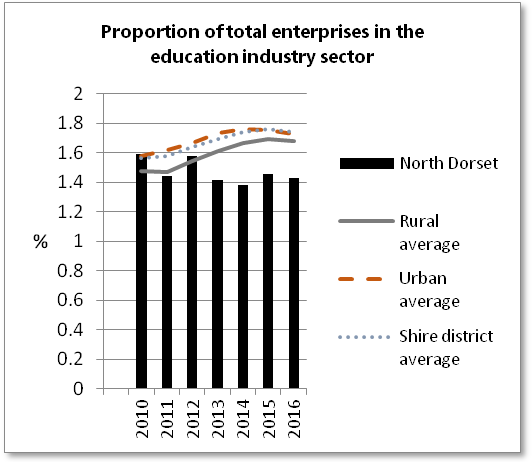 Proportion of total enterprises in the
education industry sector
2
1.8
1.6
1.4
1.2
1
0.8
0.6
0.4
0.2
0
%
2010
2011
2012
2013
2014
2015
2016
North Dorset
Rural
average
Urban
average
Shire district
average